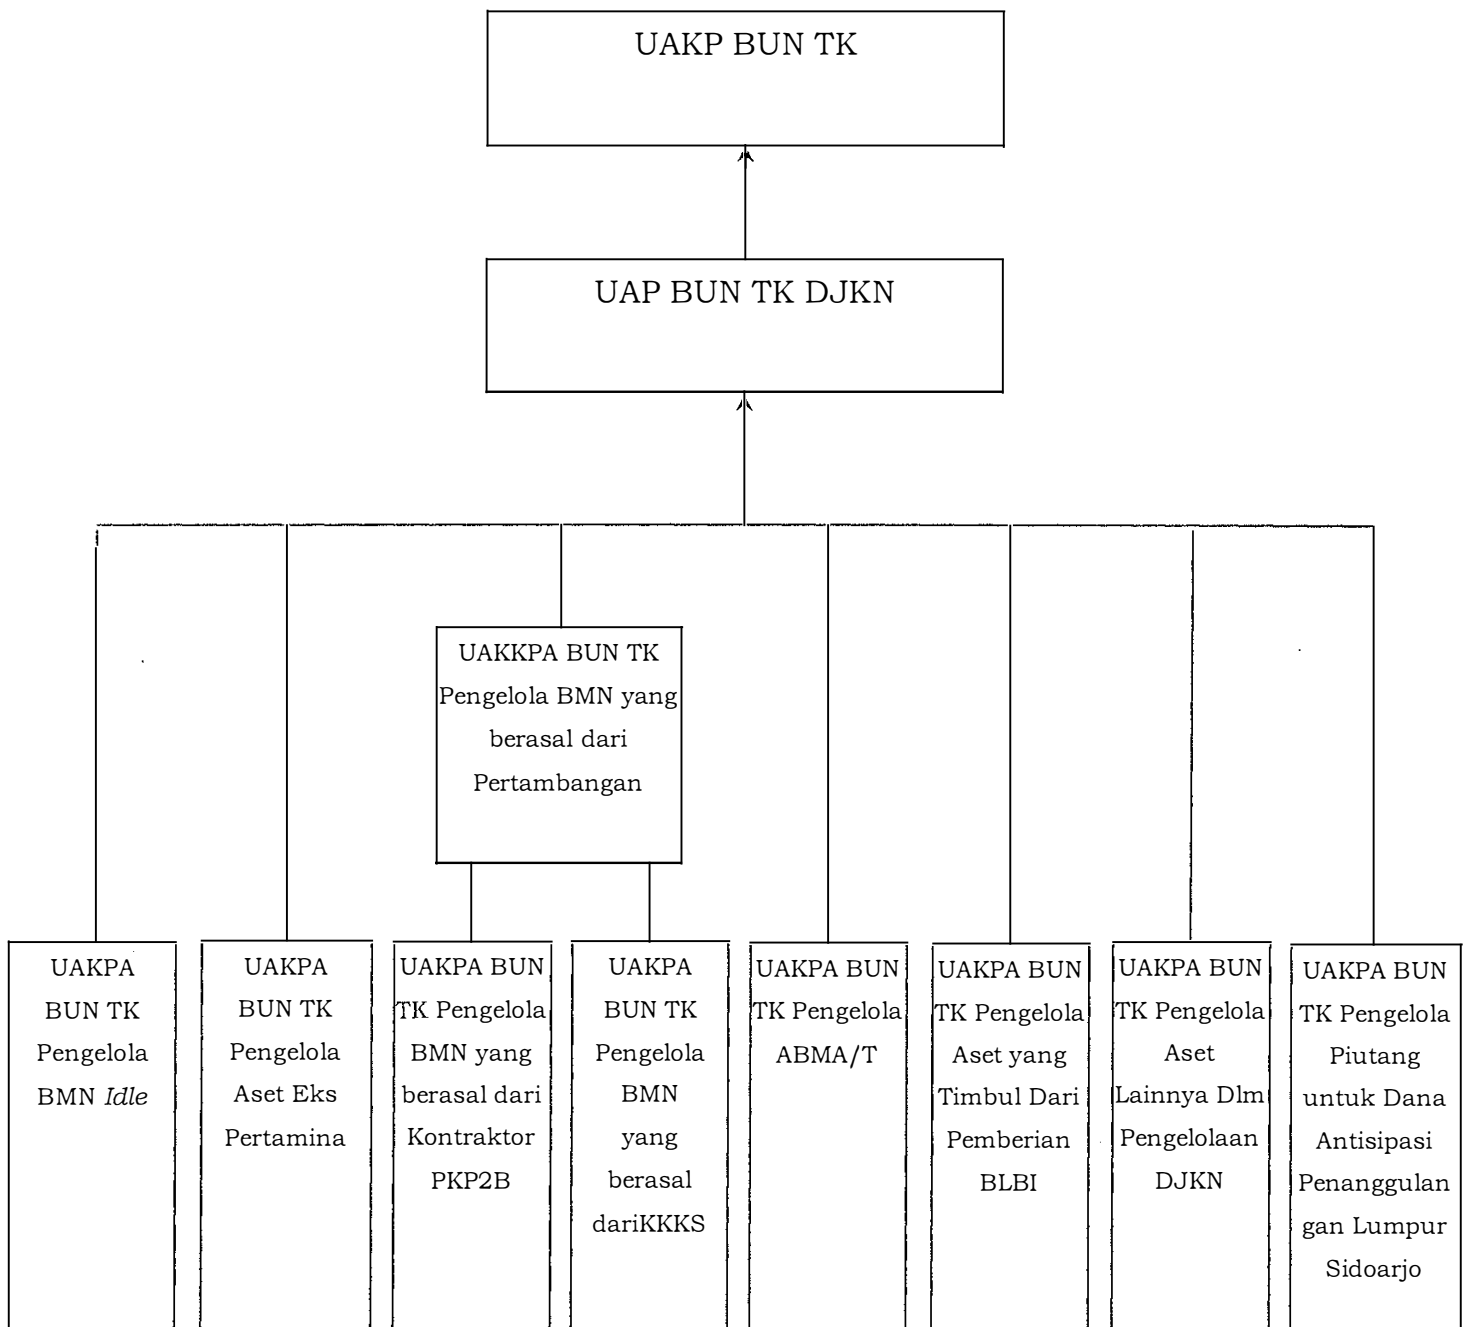 UAKP BUN TK
UAP BUN TK DJKN
UAKKPA BUN TK
Pengelola BMN yang
berasal dari
Pertambangan
UAKPA
BUN TK
Pengelola
BMN Idle
UAKPA
BUN TK
Pengelola
Aset Eks
Pertamina
UAKPA BUN
TK Pengelola
BMN yang
berasal dari
Kontraktor
PKP2B
UAKPA
BUN TK
Pengelola
BMN
yang
berasal
dariKKKS
UAKPA BUN
TK Pengelola
ABMA/T
UAKPA BUN
TK Pengelola
Aset yang
Timbul Dari
Pemberian
BLBI
UAKPA BUN
TK Pengelola
Aset
Lainnya Dlm
Pengelolaan
DJKN
UAKPA BUN
TK Pengelola
Piutang
untuk Dana
Antisipasi
Penanggulan
gan Lumpur
Sidoarjo